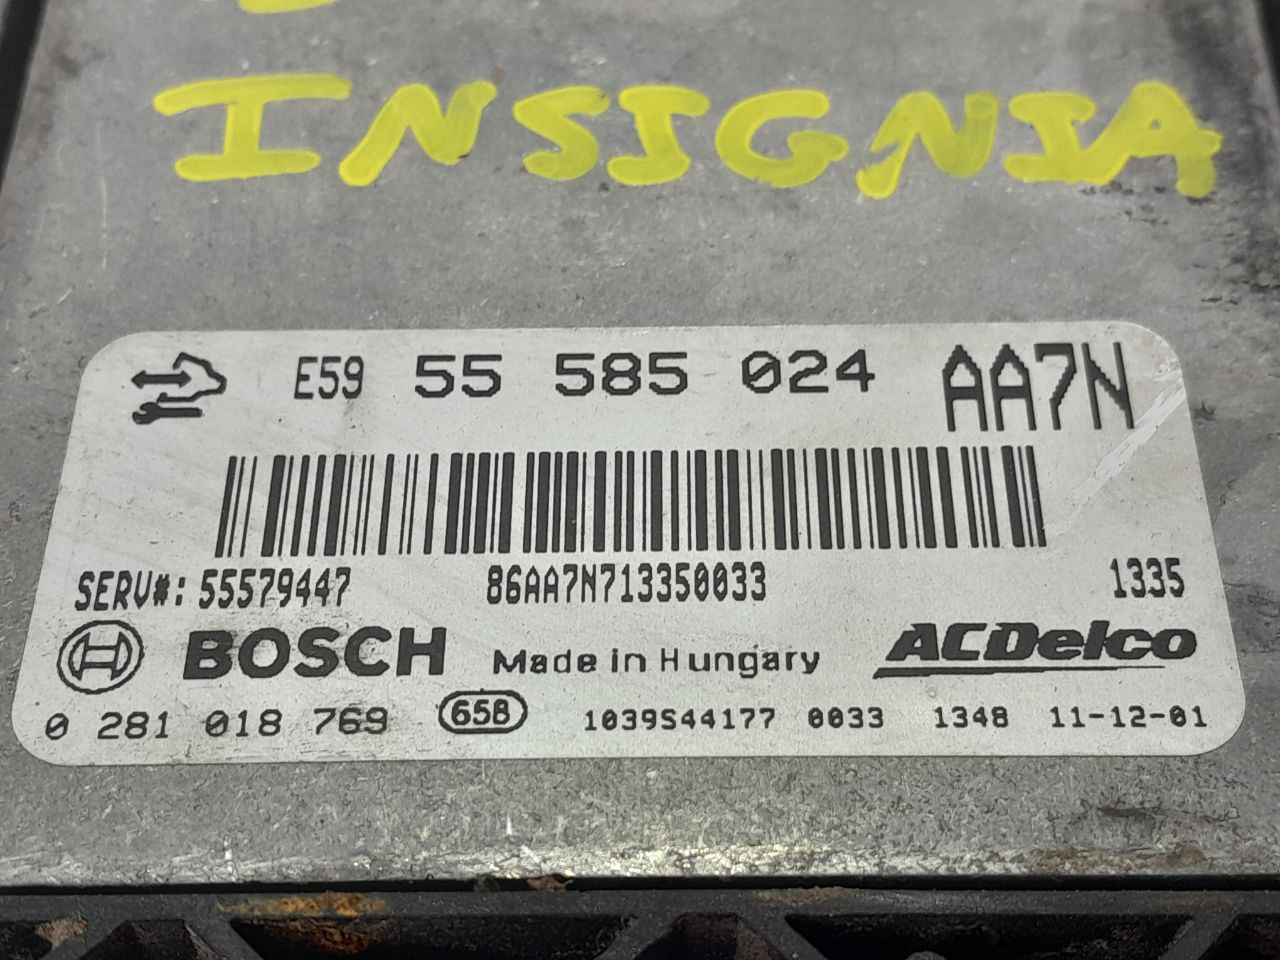 INSIGNIA
E59 55 585 024 AA7N
SERV#: 55579447 86AA7N713350033 1335
BOSCH Made in Hungary ACDelco
0 281 018 769 658 1039S44177 0033 1348 11-12-01